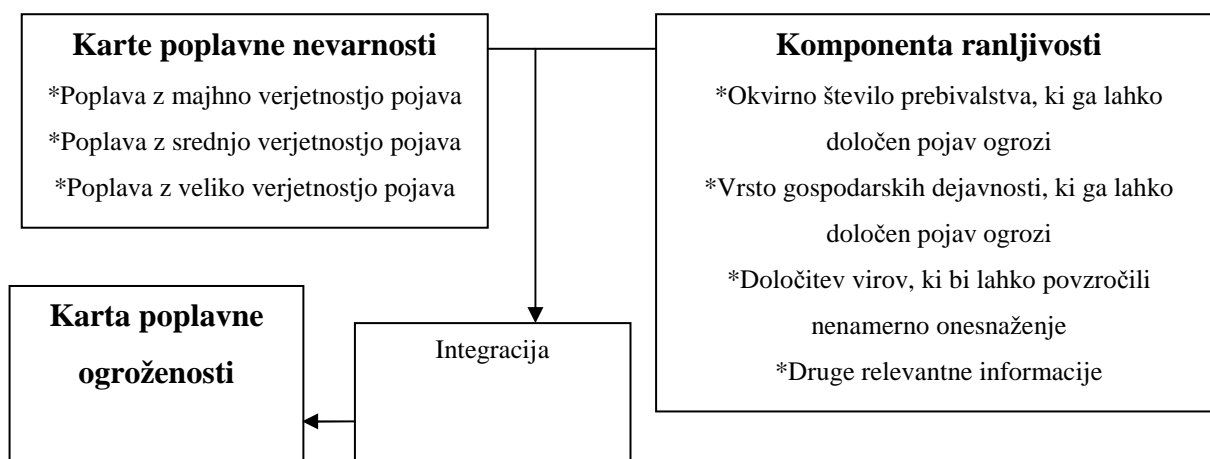 Karte poplavne nevarnosti
*Poplava z majhno verjetnostjo pojava
*Poplava z srednjo verjetnostjo pojava
*Poplava z veliko verjetnostjo pojava
Komponenta ranljivosti
*Okvirno število prebivalstva, ki ga lahko
določen pojav ogrozi
*Vrsto gospodarskih dejavnosti, ki ga lahko
določen pojav ogrozi
*Določitev virov, ki bi lahko povzročili
nenamerno onesnaženje
*Druge relevantne informacije
Karta poplavne
ogroženosti
Integracija